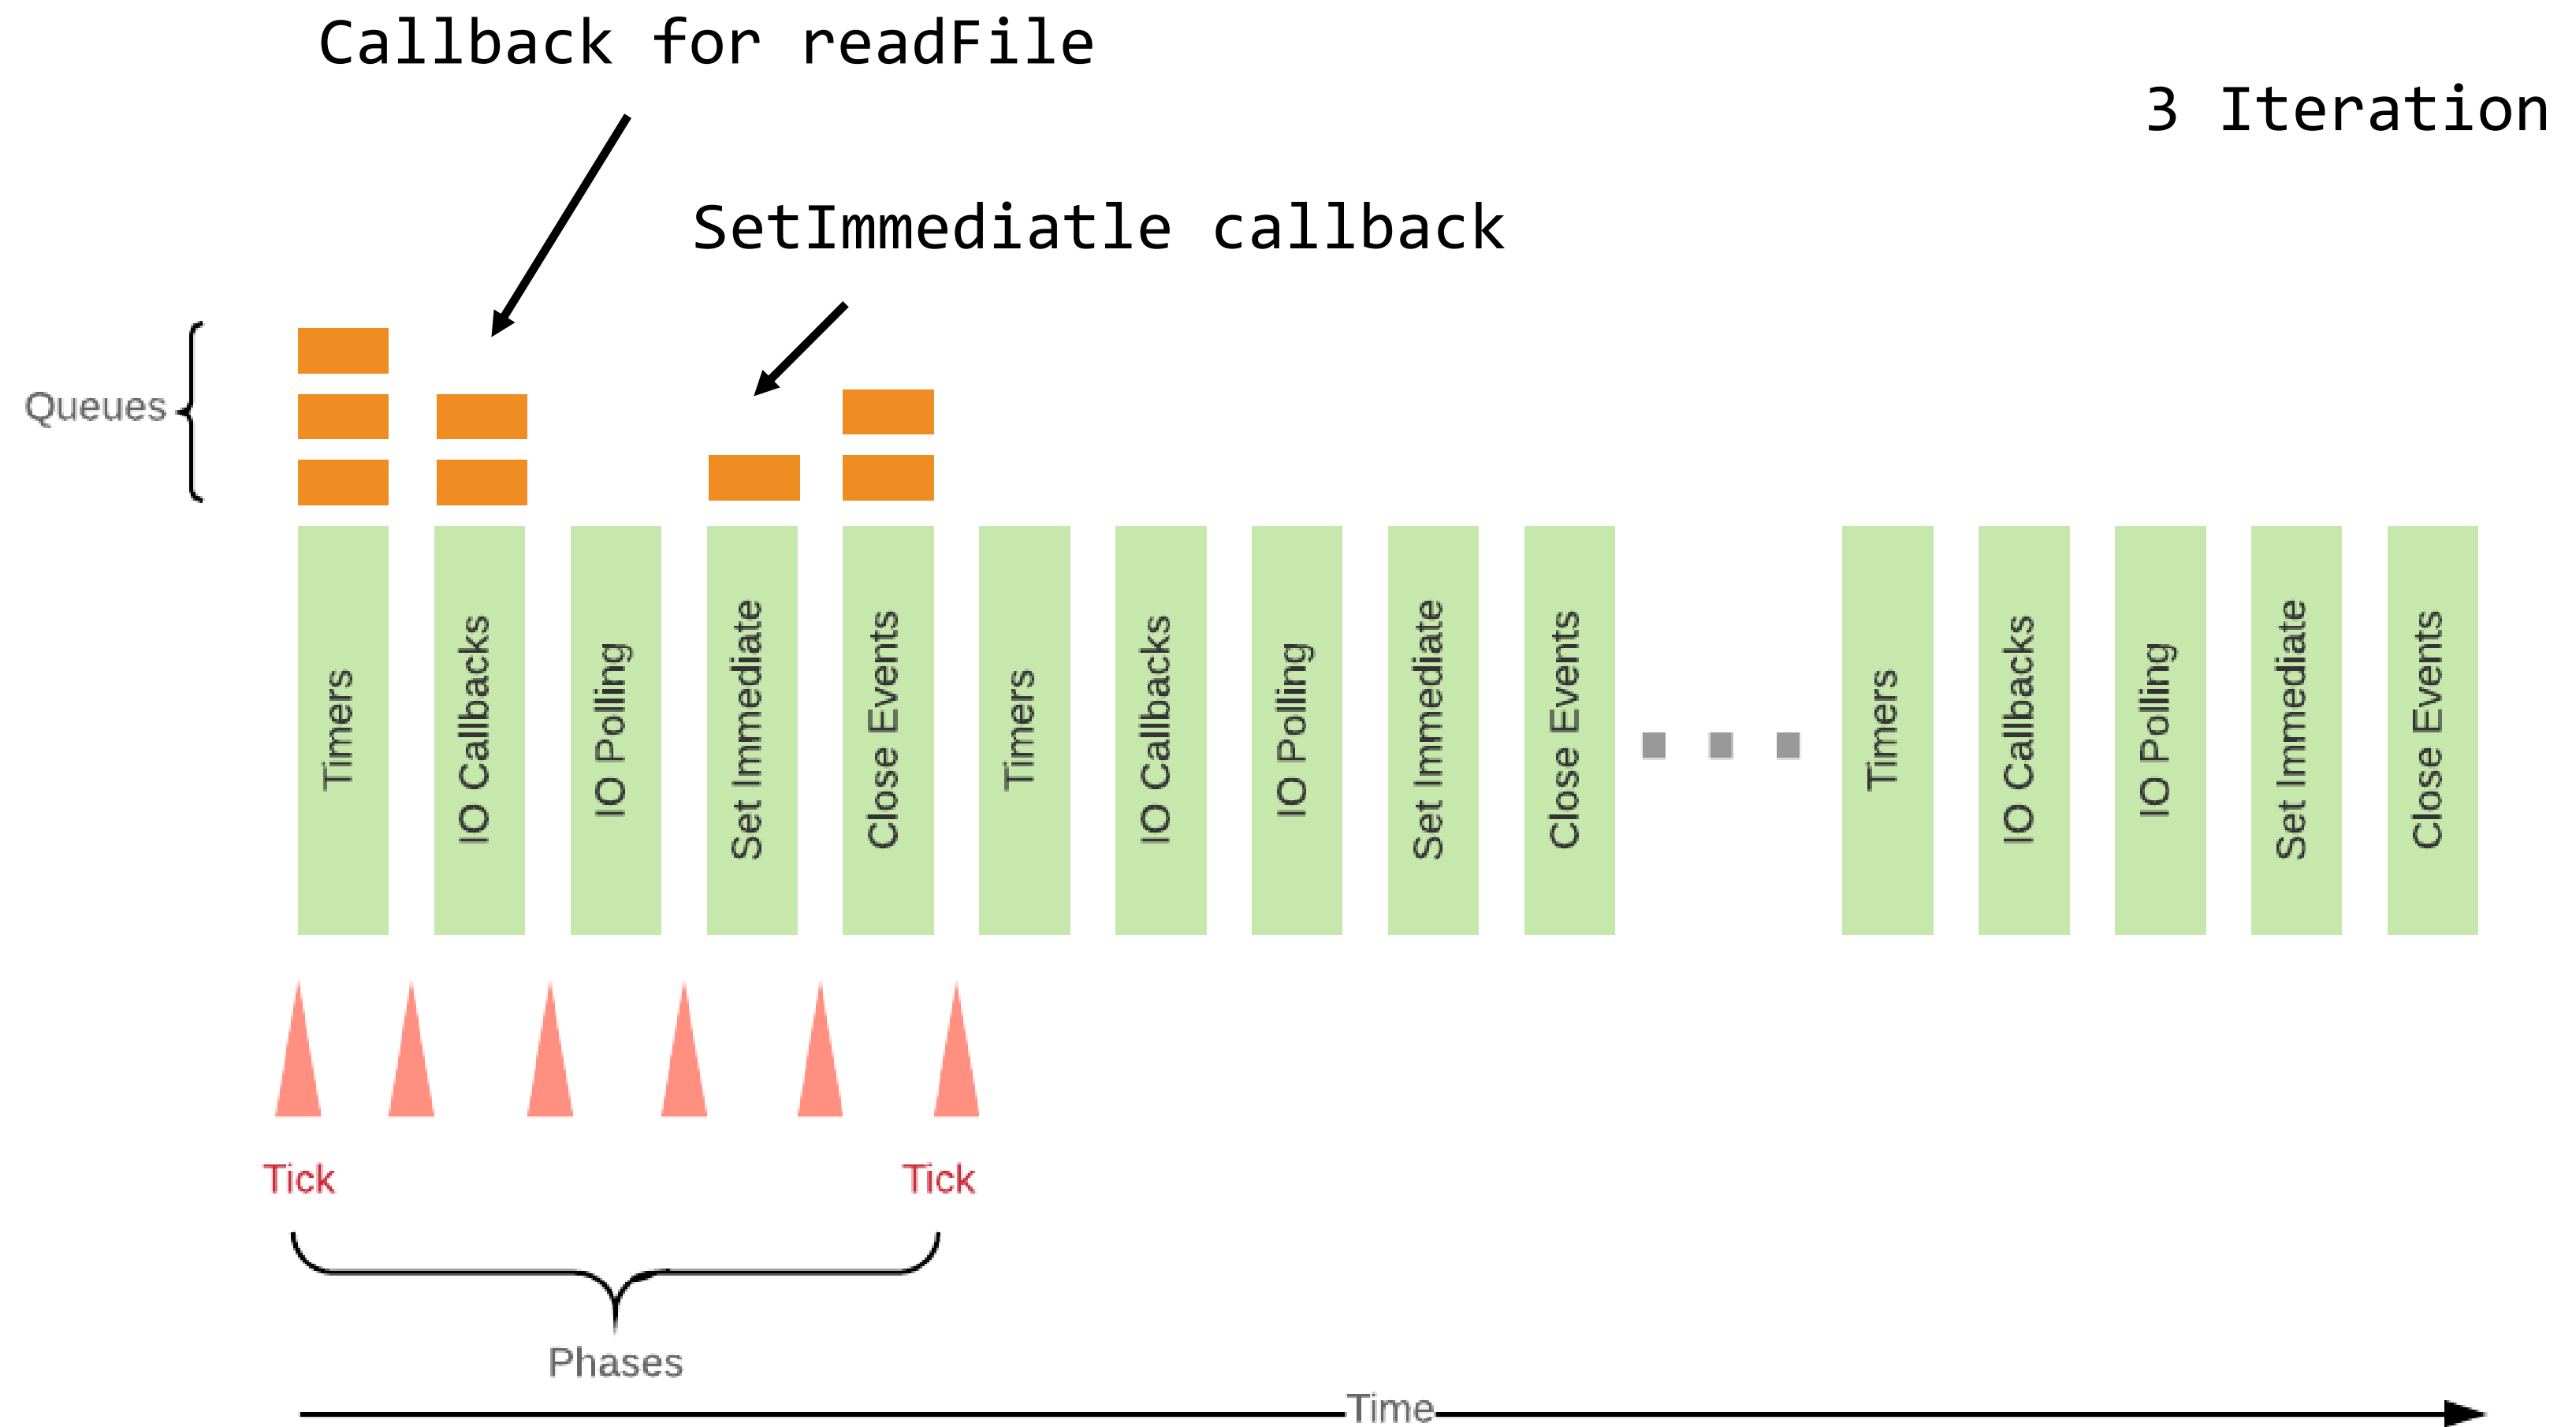 Callback for readFile
3 Iteration
SetImmediatle callback
Queues
Timers
IO Callbacks
IO Polling
Set Immediate
Close Events
Timers
IO Callbacks
IO Polling
Set Immediate
Close Events
Timers
IO Callbacks
IO Polling
Set Immediate
Close Events
Tick
Tick
Phases
Time